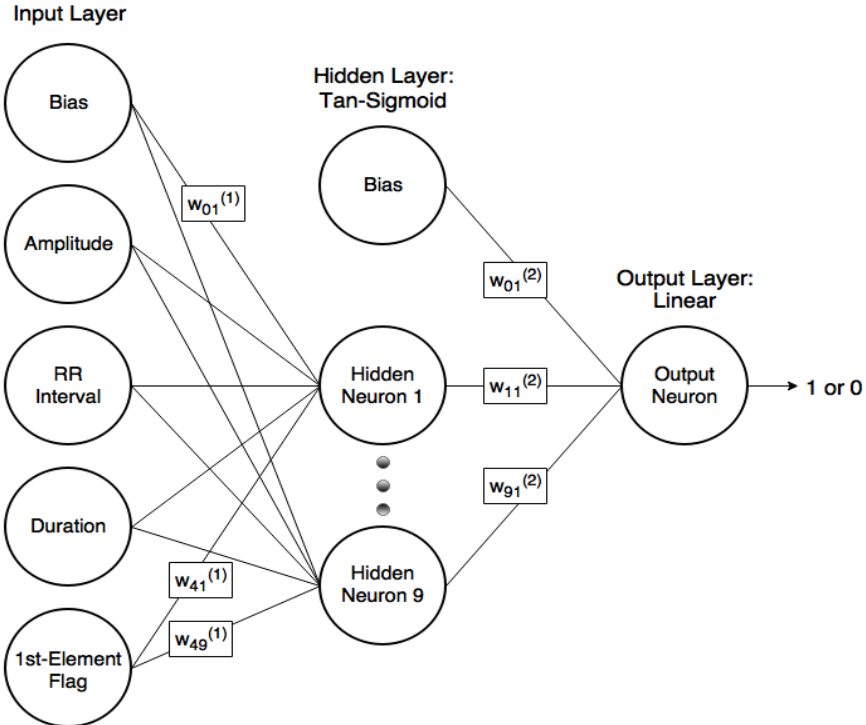 Input Layer
Bias
Amplitude
RR
Interval
Duration
1st-Element
Flag
w01(1)
w41(1)
w49(1)
Hidden Layer:
Tan-Sigmoid
Bias
Hidden
Neuron 1
Hidden
Neuron 9
w01(2)
w11(2)
w91(2)
Output Layer:
Linear
Output
Neuron
1 or 0